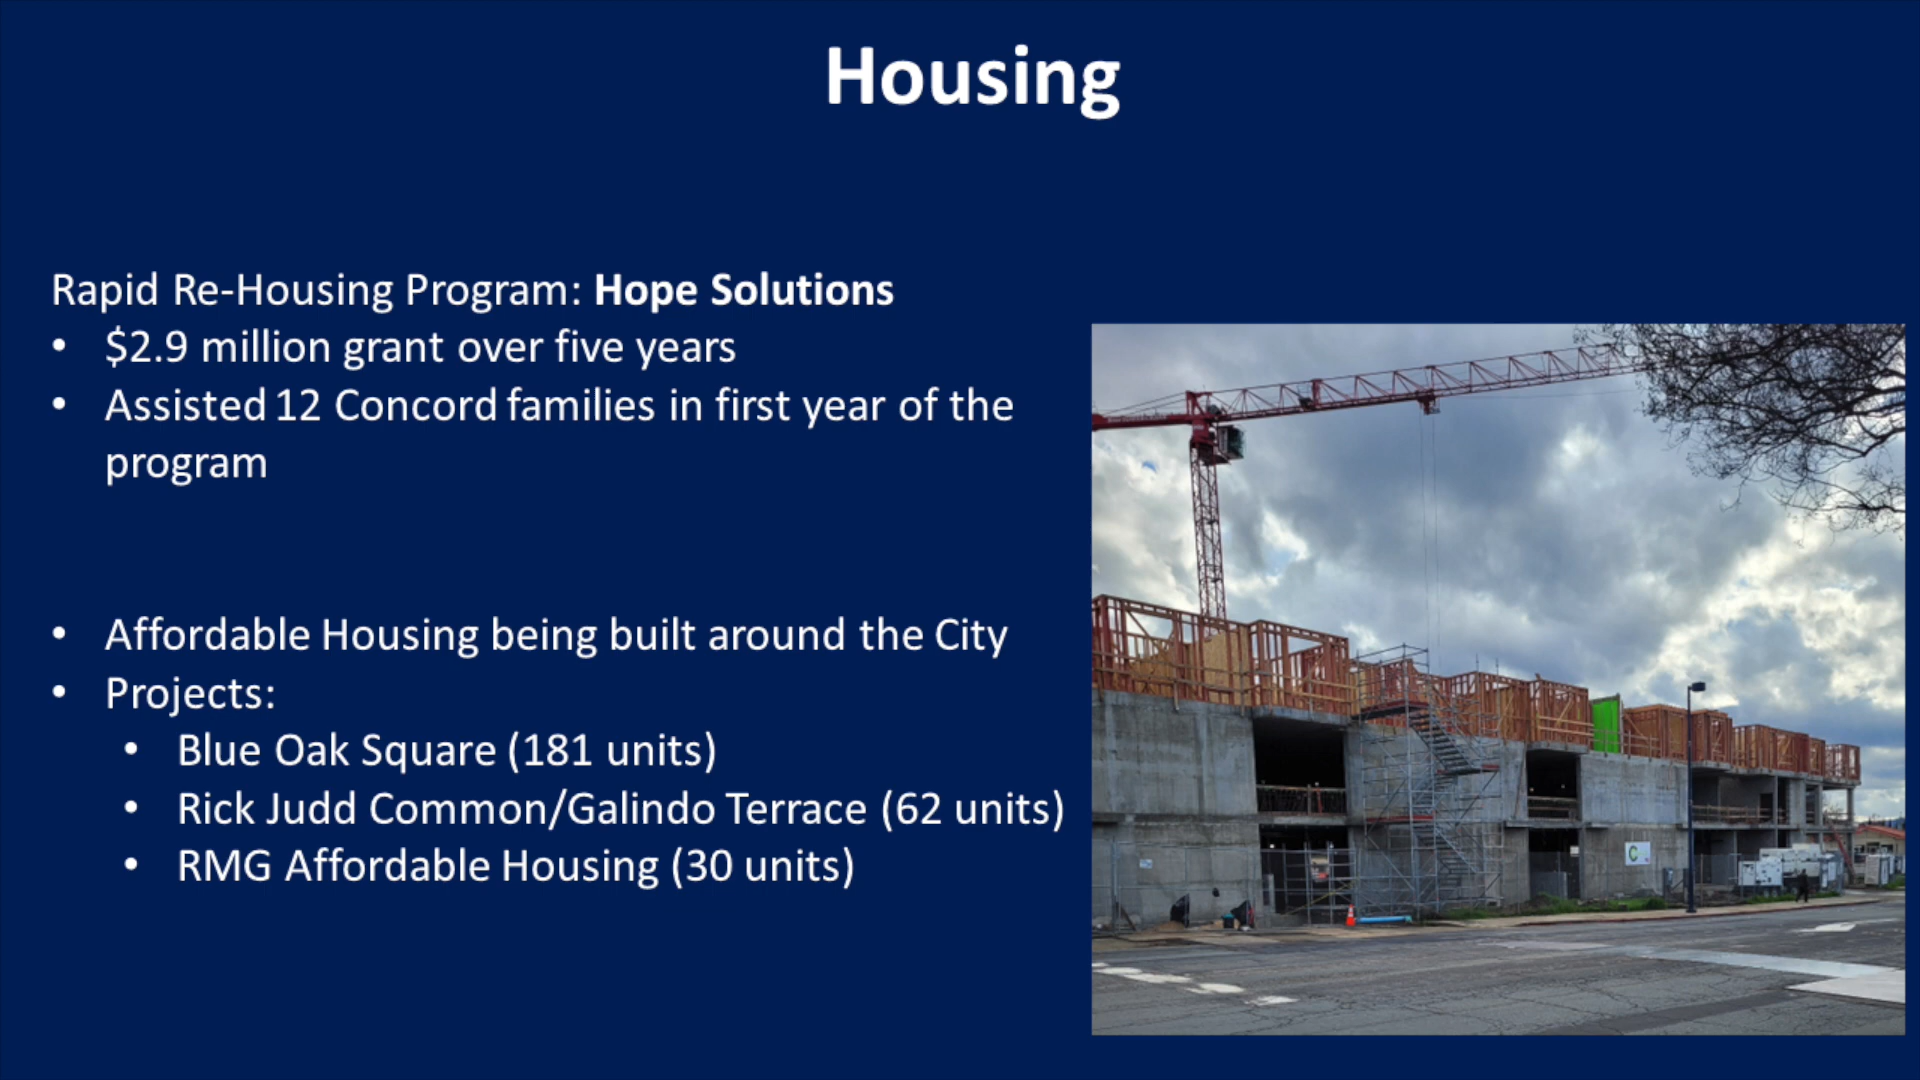 Housing
Rapid Re-Housing Program: Hope Solutions
• $2.9 million grant over five years
• Assisted 12 Concord families in first year of the
program
• Affordable Housing being built around the City
• Projects:
• Blue Oak Square (181 units)
• Rick Judd Common/Galindo Terrace (62 units)
• RMG Affordable Housing (30 units)